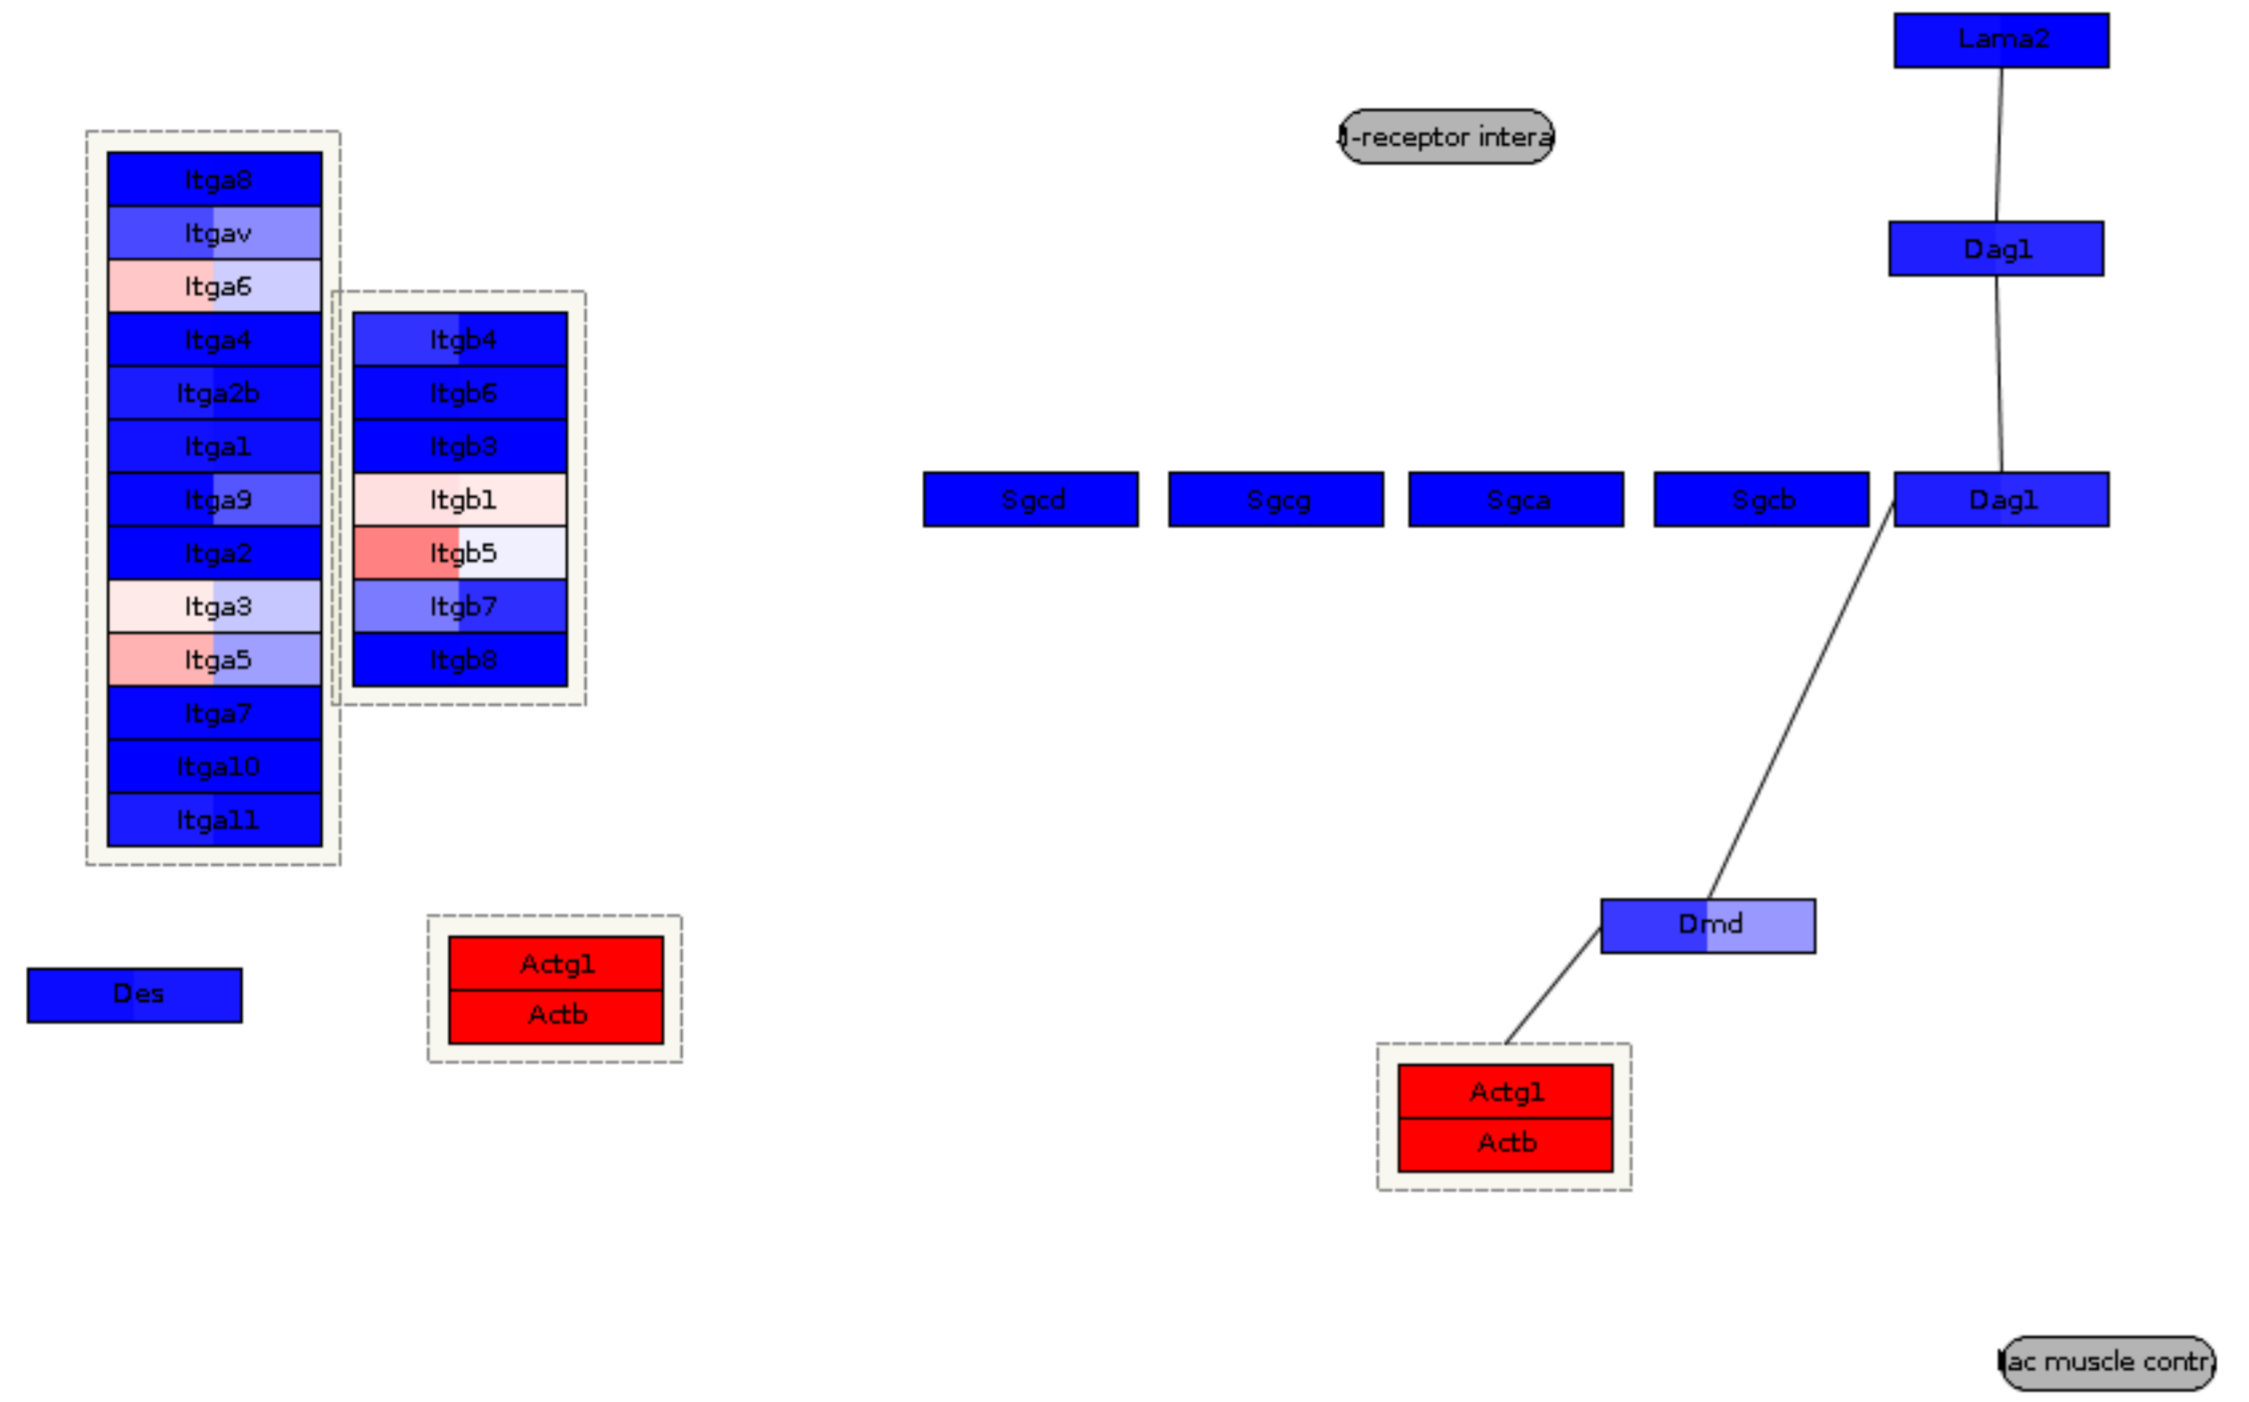 Lama2
-receptor intera
Itga8
Itgav
Itga6
Itga4
Itga2b
Itga1
Itga9
Itga2
Itga3
Itga5
Itga7
Itga10
Itga11
Itgb4
Itgb6
Itgb3
Itgb1
Itgb5
Itgb7
Itgb8
Dag1
Sgcd
Sgcg
Sgca
Sgcb
Dag1
Dmd
Des
Actg1
Actb
Actg1
Actb
ac muscle contr